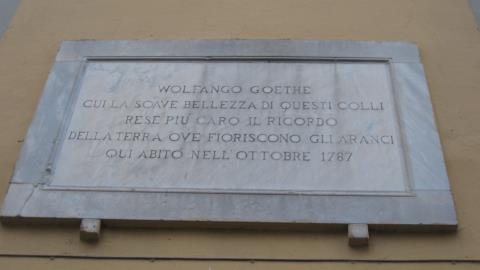 WOLFANGO GOETHE
CUI LA SOAVE BELLEZZA DI QUESTI COLLI
RESE PIÙ CARO IL RICORDO
DELLA TERRA OVE FIORISCONO GLI ARANCI
QUI ABITÒ NELL'OTTOBRE 1787